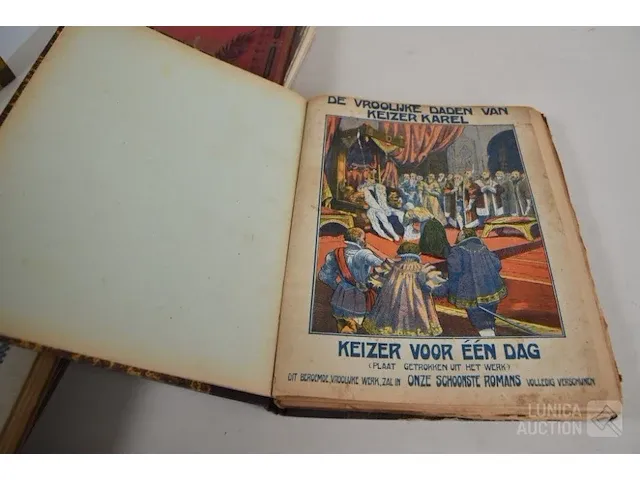 DE VROOLIJKE DADEN VAN
KEIZER KAREL
KEIZER VOOR ÉÉN DAG
(PLAAT GETROKKEN UIT HET WERK)
DIT BEROEMDE, VROOLIJKE WERK, ZAL IN ONZE SCHOONSTE ROMANS VOLLEDIG VERSCHIJNEN
LUNICA
AUCTION